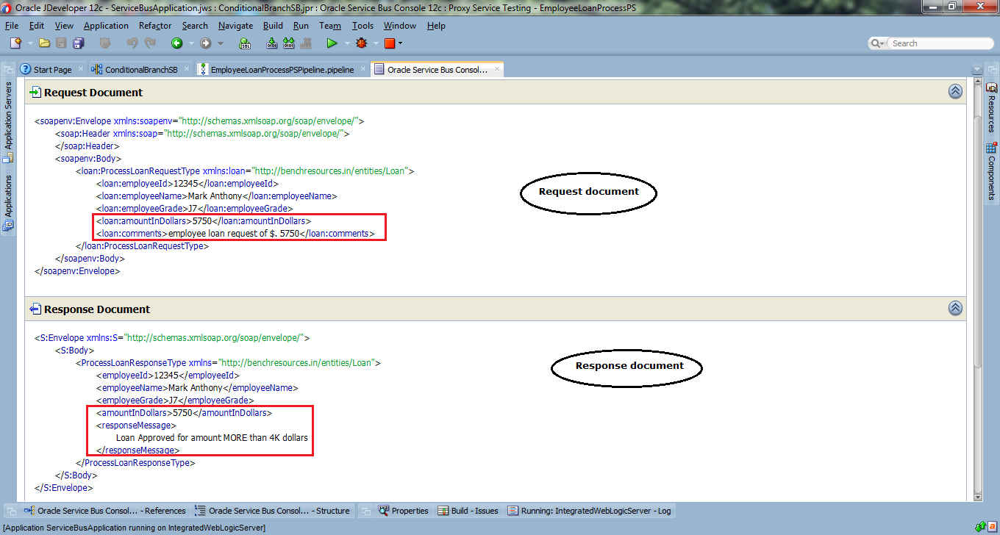 Oracle JDeveloper 12c - ServiceBusApplication.jws : ConditionalBranchSB.jpr : Oracle Service Bus Console 12c : Proxy Service Testing - EmployeeLoanProcessPS
File Edit View Application Refactor Search Navigate Build Run Team Tools Window Help
Search
Start Page ConditionalBranchSB EmployeeLoanProcessPSPipeline.pipeline Oracle Service Bus Consol...
Application Servers
Applications
Resources
Components
Request Document
<soapenv:Envelope xmlns:soapenv="http://schemas.xmlsoap.org/soap/envelope/">
<soap:Header xmlns:soap="http://schemas.xmlsoap.org/soap/envelope/">
</soap:Header>
<soapenv:Body>
<loan:ProcessLoanRequestType xmlns:loan="http://benchresources.in/entities/Loan">
<loan:employeeId>12345</loan:employeeId>
<loan:employeeName>Mark Anthony</loan:employeeName>
<loan:employeeGrade>J7</loan:employeeGrade>
<loan:amountInDollars>5750</loan:amountInDollars>
<loan:comments>employee loan request of $. 5750</loan:comments>
</loan:ProcessLoanRequestType>
</soapenv:Body>
</soapenv:Envelope>
Request document
Response Document
<S:Envelope xmlns:S="http://schemas.xmlsoap.org/soap/envelope/">
<S:Body>
<ProcessLoanResponseType xmlns="http://benchresources.in/entities/Loan">
<employeeId>12345</employeeId>
<employeeName>Mark Anthony</employeeName>
<employeeGrade>J7</employeeGrade>
<amountInDollars>5750</amountInDollars>
<responseMessage>
Loan Approved for amount MORE than 4K dollars
</responseMessage>
</ProcessLoanResponseType>
</S:Body>
</S:Envelope>
Response document
Oracle Service Bus Consol... - References Oracle Service Bus Consol... - Structure Properties Build - Issues Running: IntegratedWebLogicServer - Log
[Application ServiceBusApplication running on IntegratedWebLogicServer]